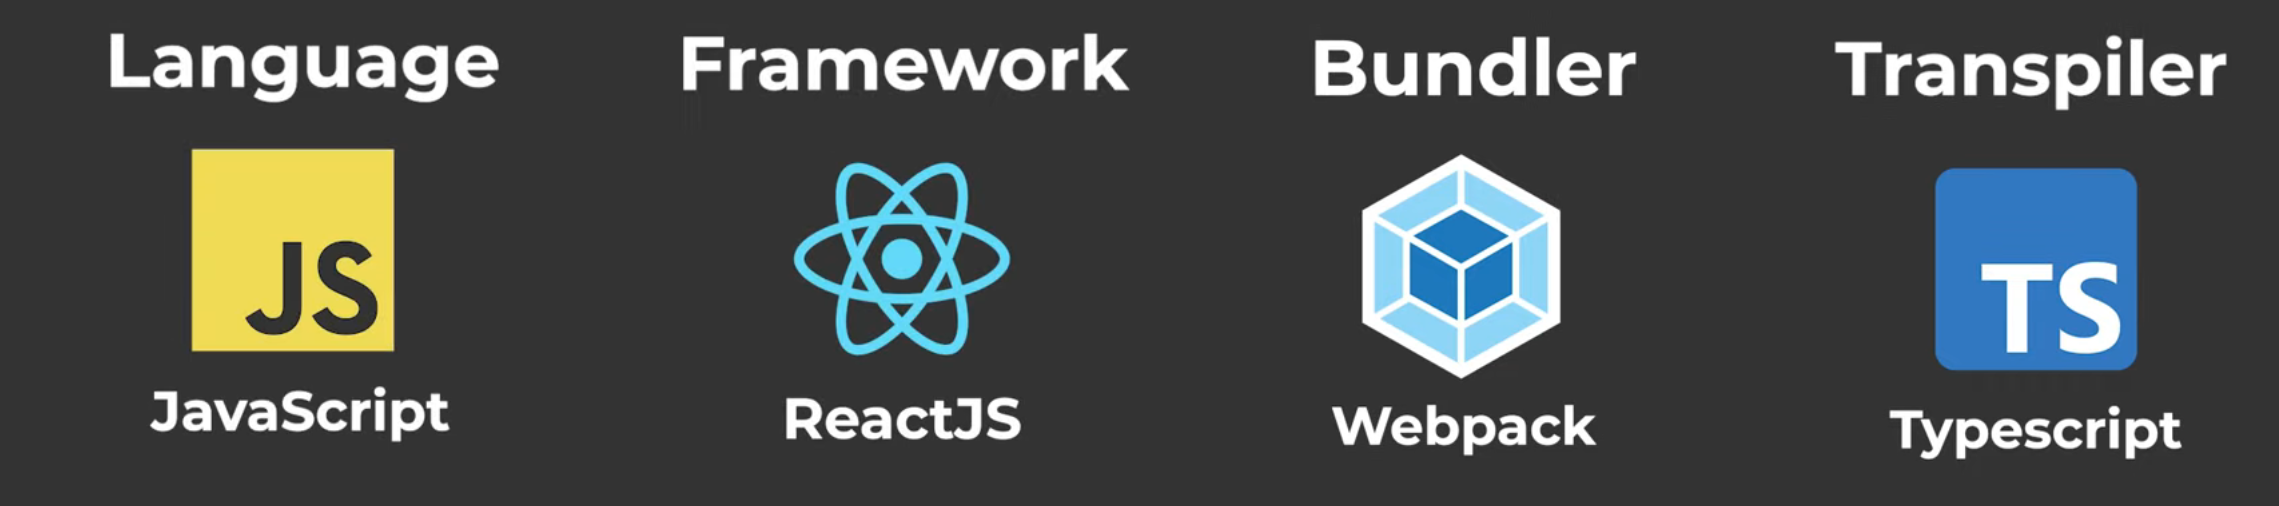 Language
Framework
Bundler
Transpiler
JS
TS
JavaScript
ReactJS
Webpack
Typescript